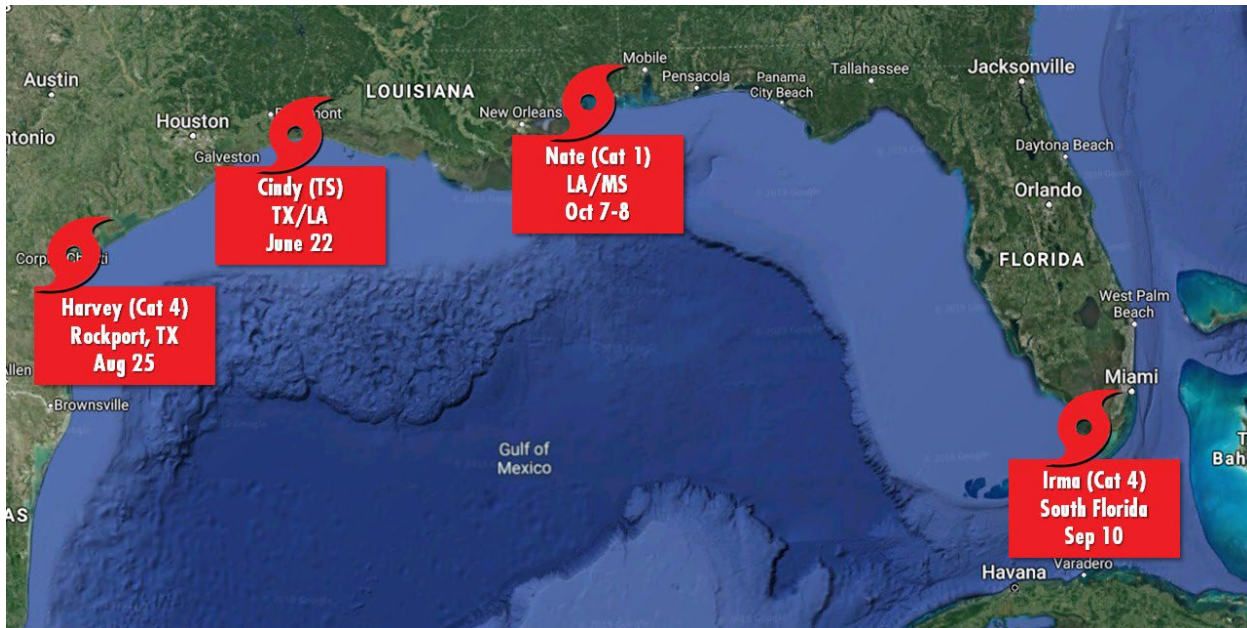 Austin
Houston
Galveston
LOUISIANA
New Orleans
Mobile
Pensacola
Panama
City Beach
Tallahassee
Jacksonville
Daytona Beach
Orlando
FLORIDA
West Palm
Beach
Miami
Brownsville
Gulf of
Mexico
Havana
Varadero
Cindy (TS)
TX/LA
June 22
Nate (Cat 1)
LA/MS
Oct 7-8
Harvey (Cat 4)
Rockport, TX
Aug 25
Irma (Cat 4)
South Florida
Sep 10